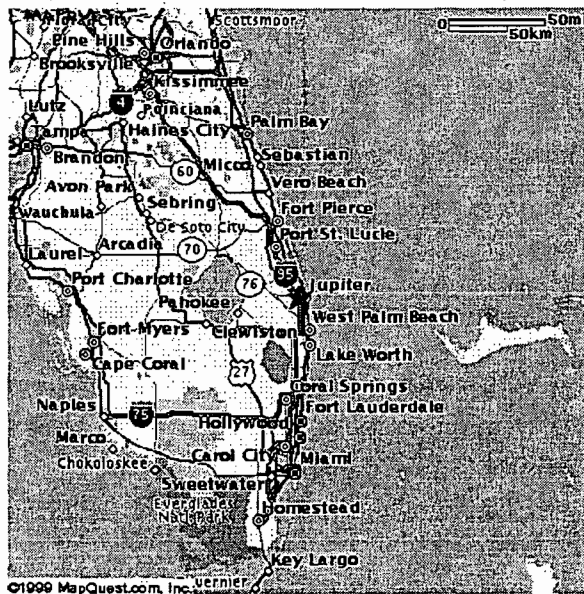 Scottsmoor
0 50m
50km
Pine Hills
Orlando
Brooksville
Kissimmee
4
Poinciana
Lutz
Tampa
Haines City
Palm Bay
Brandon
60
Micco
Sebastian
Avon Park
Vero Beach
Wauchula
Sebring
Fort Pierce
De Soto City
Port St. Lucie
Laurel
Arcadia
70
95
Port Charlotte
76
Jupiter
Pahokee
Fort Myers
Clewiston
West Palm Beach
Cape Coral
27
Lake Worth
Coral Springs
Naples
75
Fort Lauderdale
Hollywood
Marco
Carol City
Miami
Chokoloskee
Sweetwater
Everglades
Nat'l Park
Homestead
Key Largo
©1999 MapQuest.com, Inc.